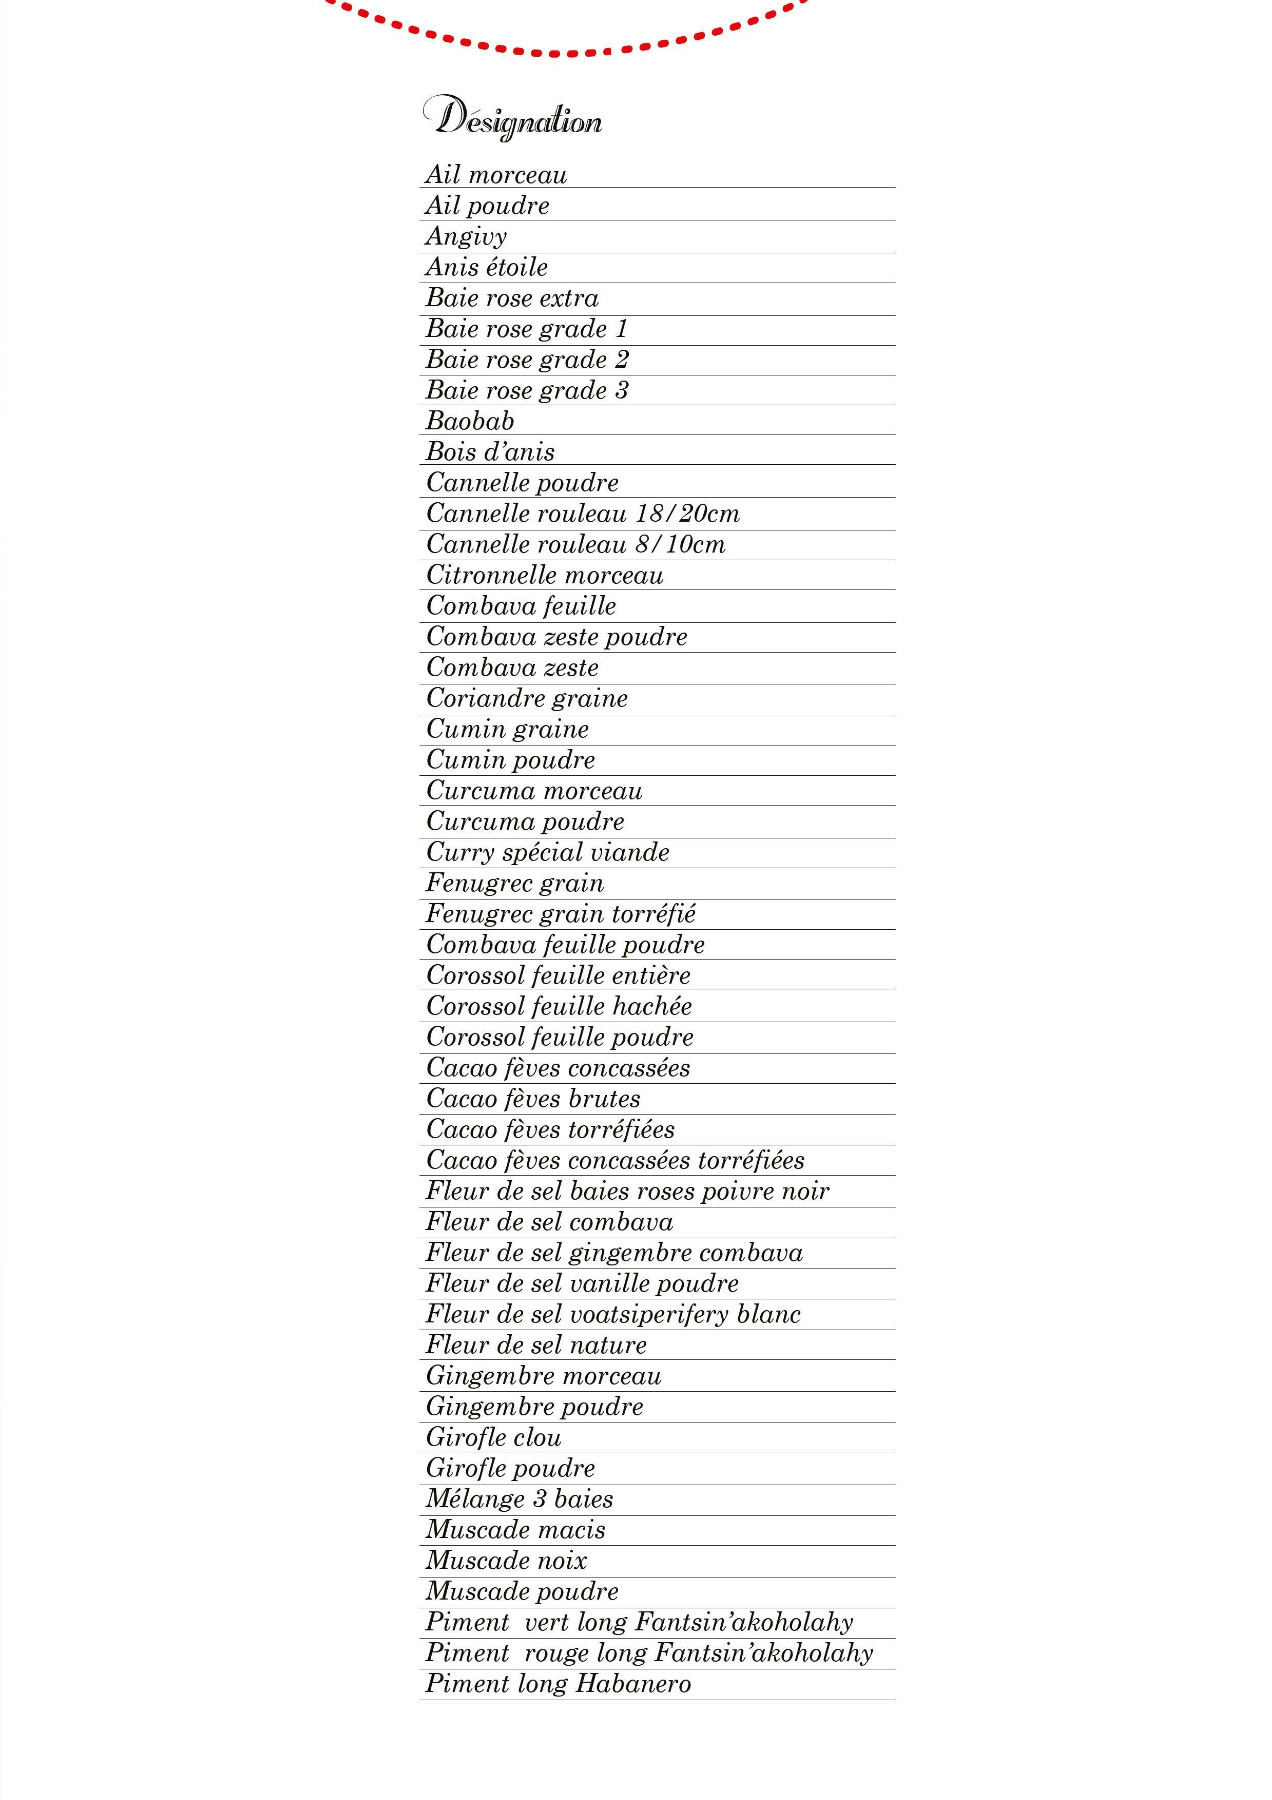 Désignation
Ail morceau
Ail poudre
Angivy
Anis étoile
Baie rose extra
Baie rose grade 1
Baie rose grade 2
Baie rose grade 3
Baobab
Bois d’anis
Cannelle poudre
Cannelle rouleau 18/20cm
Cannelle rouleau 8/10cm
Citronnelle morceau
Combava feuille
Combava zeste poudre
Combava zeste
Coriandre graine
Cumin graine
Cumin poudre
Curcuma morceau
Curcuma poudre
Curry spécial viande
Fenugrec grain
Fenugrec grain torréfié
Combava feuille poudre
Corossol feuille entière
Corossol feuille hachée
Corossol feuille poudre
Cacao fèves concassées
Cacao fèves brutes
Cacao fèves torréfiées
Cacao fèves concassées torréfiées
Fleur de sel baies roses poivre noir
Fleur de sel combava
Fleur de sel gingembre combava
Fleur de sel vanille poudre
Fleur de sel voatsiperifery blanc
Fleur de sel nature
Gingembre morceau
Gingembre poudre
Girofle clou
Girofle poudre
Mélange 3 baies
Muscade macis
Muscade noix
Muscade poudre
Piment  vert long Fantsin’akoholahy
Piment  rouge long Fantsin’akoholahy
Piment long Habanero